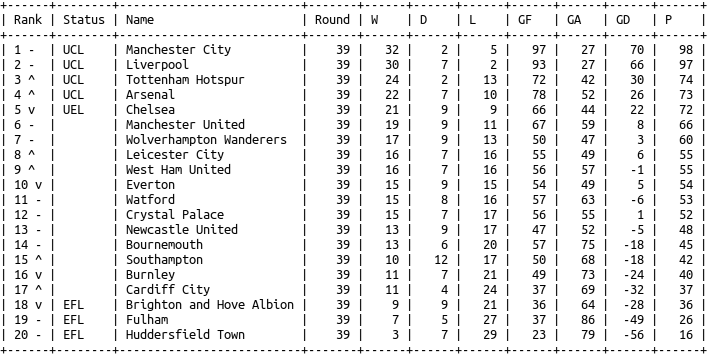 +------+--------+--------------------------+-------+------+------+------+------+------+------+------+
| Rank | Status | Name                     | Round | W    | D    | L    | GF   | GA   | GD   | P    |
+------+--------+--------------------------+-------+------+------+------+------+------+------+------+
| 1 -  | UCL    | Manchester City          |    39 |   32 |    2 |    5 |   97 |   27 |   70 |   98 |
| 2 -  | UCL    | Liverpool                |    39 |   30 |    7 |    2 |   93 |   27 |   66 |   97 |
| 3 ^  | UCL    | Tottenham Hotspur        |    39 |   24 |    2 |   13 |   72 |   42 |   30 |   74 |
| 4 ^  | UCL    | Arsenal                  |    39 |   22 |    7 |   10 |   78 |   52 |   26 |   73 |
| 5 v  | UEL    | Chelsea                  |    39 |   21 |    9 |    9 |   66 |   44 |   22 |   72 |
| 6 -  |        | Manchester United        |    39 |   19 |    9 |   11 |   67 |   59 |    8 |   66 |
| 7 -  |        | Wolverhampton Wanderers  |    39 |   17 |    9 |   13 |   50 |   47 |    3 |   60 |
| 8 ^  |        | Leicester City           |    39 |   16 |    7 |   16 |   55 |   49 |    6 |   55 |
| 9 ^  |        | West Ham United          |    39 |   16 |    7 |   16 |   56 |   57 |   -1 |   55 |
| 10 v |        | Everton                  |    39 |   15 |    9 |   15 |   54 |   49 |    5 |   54 |
| 11 - |        | Watford                  |    39 |   15 |    8 |   16 |   57 |   63 |   -6 |   53 |
| 12 - |        | Crystal Palace           |    39 |   15 |    7 |   17 |   56 |   55 |    1 |   52 |
| 13 - |        | Newcastle United         |    39 |   13 |    9 |   17 |   47 |   52 |   -5 |   48 |
| 14 - |        | Bournemouth              |    39 |   13 |    6 |   20 |   57 |   75 |  -18 |   45 |
| 15 ^ |        | Southampton              |    39 |   10 |   12 |   17 |   50 |   68 |  -18 |   42 |
| 16 v |        | Burnley                  |    39 |   11 |    7 |   21 |   49 |   73 |  -24 |   40 |
| 17 ^ |        | Cardiff City             |    39 |   11 |    4 |   24 |   37 |   69 |  -32 |   37 |
| 18 v | EFL    | Brighton and Hove Albion |    39 |    9 |    9 |   21 |   36 |   64 |  -28 |   36 |
| 19 - | EFL    | Fulham                   |    39 |    7 |    5 |   27 |   37 |   86 |  -49 |   26 |
| 20 - | EFL    | Huddersfield Town        |    39 |    3 |    7 |   29 |   23 |   79 |  -56 |   16 |
+------+--------+--------------------------+-------+------+------+------+------+------+------+------+